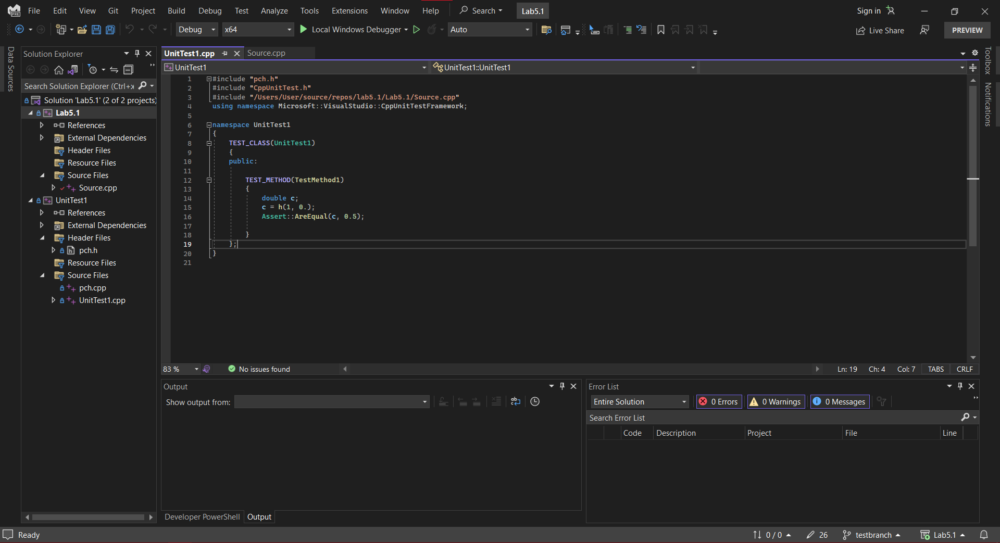 File Edit View Git Project Build Debug Test Analyze Tools Extensions Window Help Search Lab5.1 Sign in
PRE
Debug x64 Local Windows Debugger Auto Live Share PREVIEW
Data Sources
Solution Explorer
Search Solution Explorer (Ctrl+x
Solution 'Lab5.1' (2 of 2 projects)
Lab5.1
References
External Dependencies
Header Files
Resource Files
Source Files
Source.cpp
UnitTest1
References
External Dependencies
Header Files
pch.h
Resource Files
Source Files
pch.cpp
UnitTest1.cpp
UnitTest1.cpp Source.cpp
UnitTest1 UnitTest1::UnitTest1
1 #include "pch.h"
2 #include "CppUnitTest.h"
3 #include "/Users/User/source/repos/lab5.1/Lab5.1/Source.cpp"
4 using namespace Microsoft::VisualStudio::CppUnitTestFramework;
5
6 namespace UnitTest1
7 {
8 TEST_CLASS(UnitTest1)
9 {
10 public:
11
12 TEST_METHOD(TestMethod1)
13 {
14 double c;
15 c = h(1, 0.);
16 Assert::AreEqual(c, 0.5);
17
18 }
19 };
20 }
21
83 % No issues found Ln: 19 Ch: 4 Col: 7 TABS CRLF
Toolbox
Notifications
Output
Show output from:
Developer PowerShell Output
Error List
Entire Solution 0 Errors 0 Warnings 0 Messages
Search Error List
Code Description Project File Line
Ready 0 / 0 26 testbranch Lab5.1